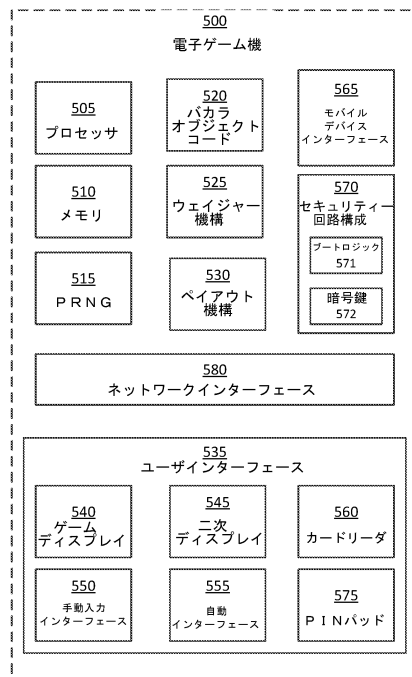 500
電子ゲーム機
505
プロセッサ
520
バカラ
オブジェクト
コード
565
モバイル
デバイス
インターフェース
510
メモリ
525
ウェイジャー
機構
570
セキュリティー
回路構成
ブートロジック
571
暗号鍵
572
515
ＰＲＮＧ
530
ペイアウト
機構
580
ネットワークインターフェース
535
ユーザインターフェース
540
ゲーム
ディスプレイ
545
二次
ディスプレイ
560
カードリーダ
550
手動入力
インターフェース
555
自動
インターフェース
575
ＰＩＮパッド